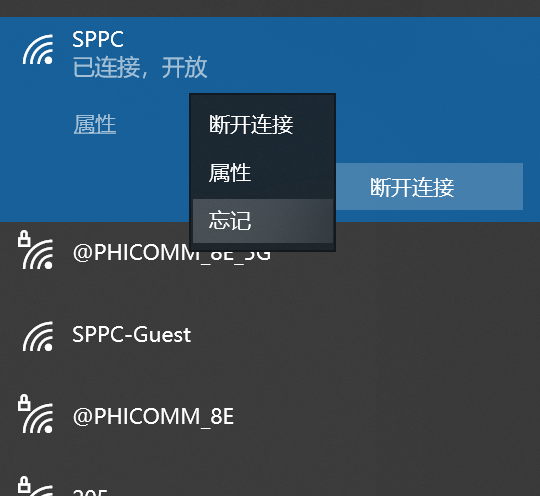 SPPC
已连接，开放
属性
断开连接
属性
忘记
断开连接
@PHICOMM_8E_5G
SPPC-Guest
@PHICOMM_8E